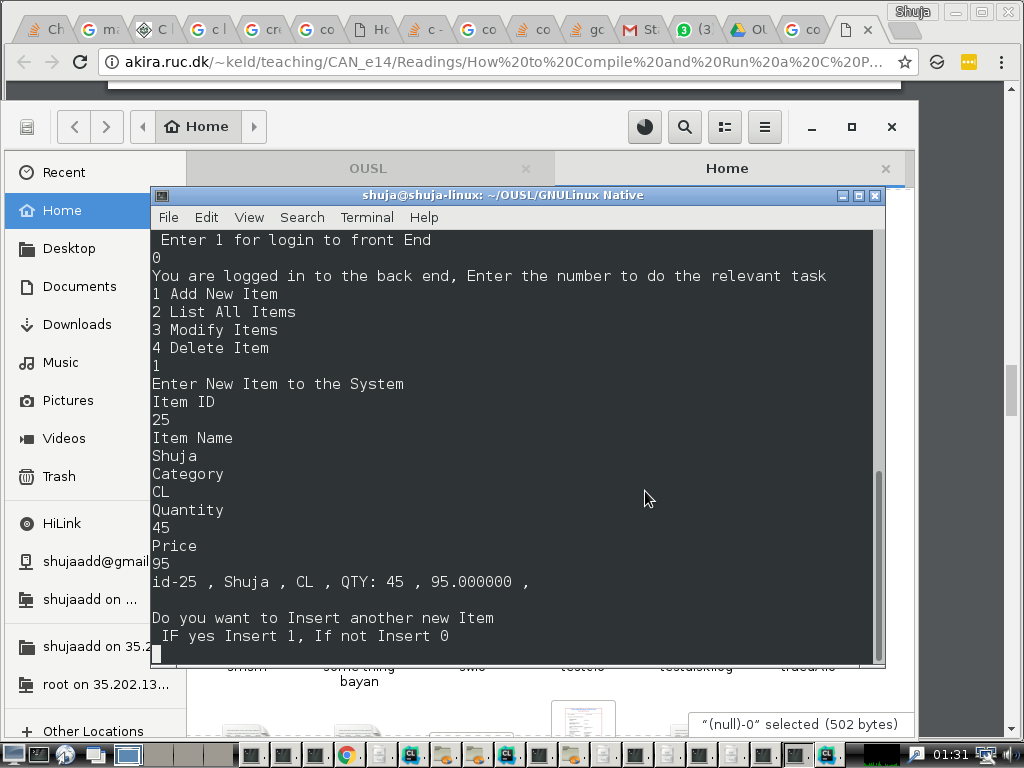 Shuja
Ch
G ma
C
G c l
G cre
G co
Ho
c -
G co
co
gc
St
3 (3
OU
G co
akira.ruc.dk/~keld/teaching/CAN_e14/Readings/How%20to%20Compile%20and%20Run%20a%20C%20P...
Home
OUSL
Home
Recent
Home
Desktop
Documents
Downloads
Music
Pictures
Videos
Trash
HiLink
shujaadd@gmail
shujaadd on ...
shujaadd on 35.2
root on 35.202.13...
Other Locations
shuja@shuja-linux: ~/OUSL/GNULinux Native
File Edit View Search Terminal Help
Enter 1 for login to front End
0
You are logged in to the back end, Enter the number to do the relevant task
1 Add New Item
2 List All Items
3 Modify Items
4 Delete Item
1
Enter New Item to the System
Item ID
25
Item Name
Shuja
Category
CL
Quantity
45
Price
95
id-25 , Shuja , CL , QTY: 45 , 95.000000 ,
Do you want to Insert another new Item
IF yes Insert 1, If not Insert 0
bayan
“(null)-0” selected (502 bytes)
CL
CL
CL
CL
01:31